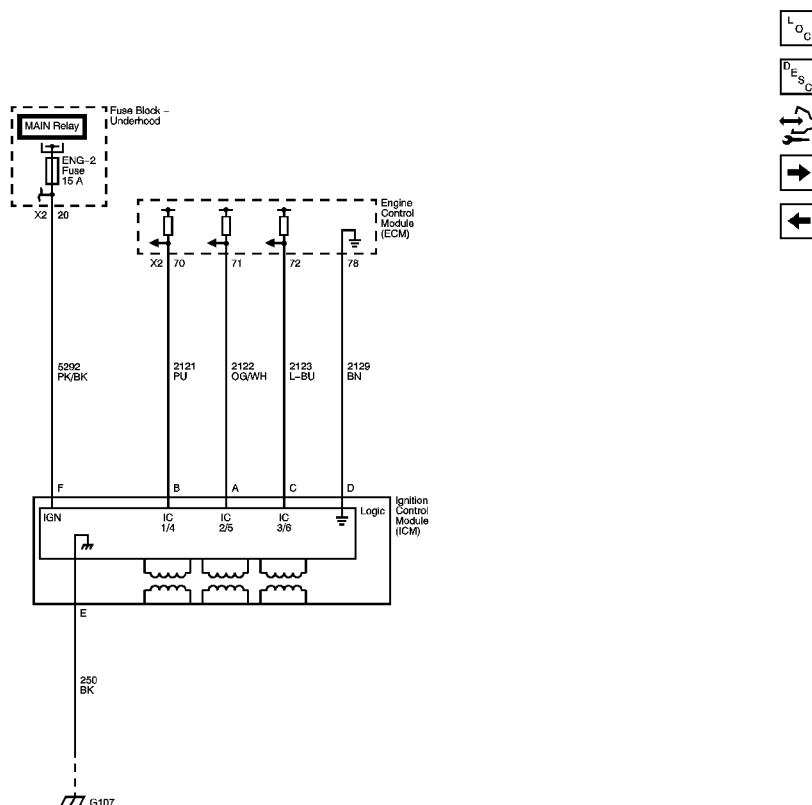 LOC
DESC
Fuse Block –
Underhood
MAIN Relay
ENG–2
Fuse
15 A
X2 20
Engine
Control
Module
(ECM)
X2 70 71 72 78
5292
PK/BK
2121
PU
2122
OG/WH
2123
L–BU
2129
BN
F B A C D
Ignition
Control
Module
(ICM)
Logic
IGN
IC
1/4
IC
2/5
IC
3/6
E
250
BK
G107